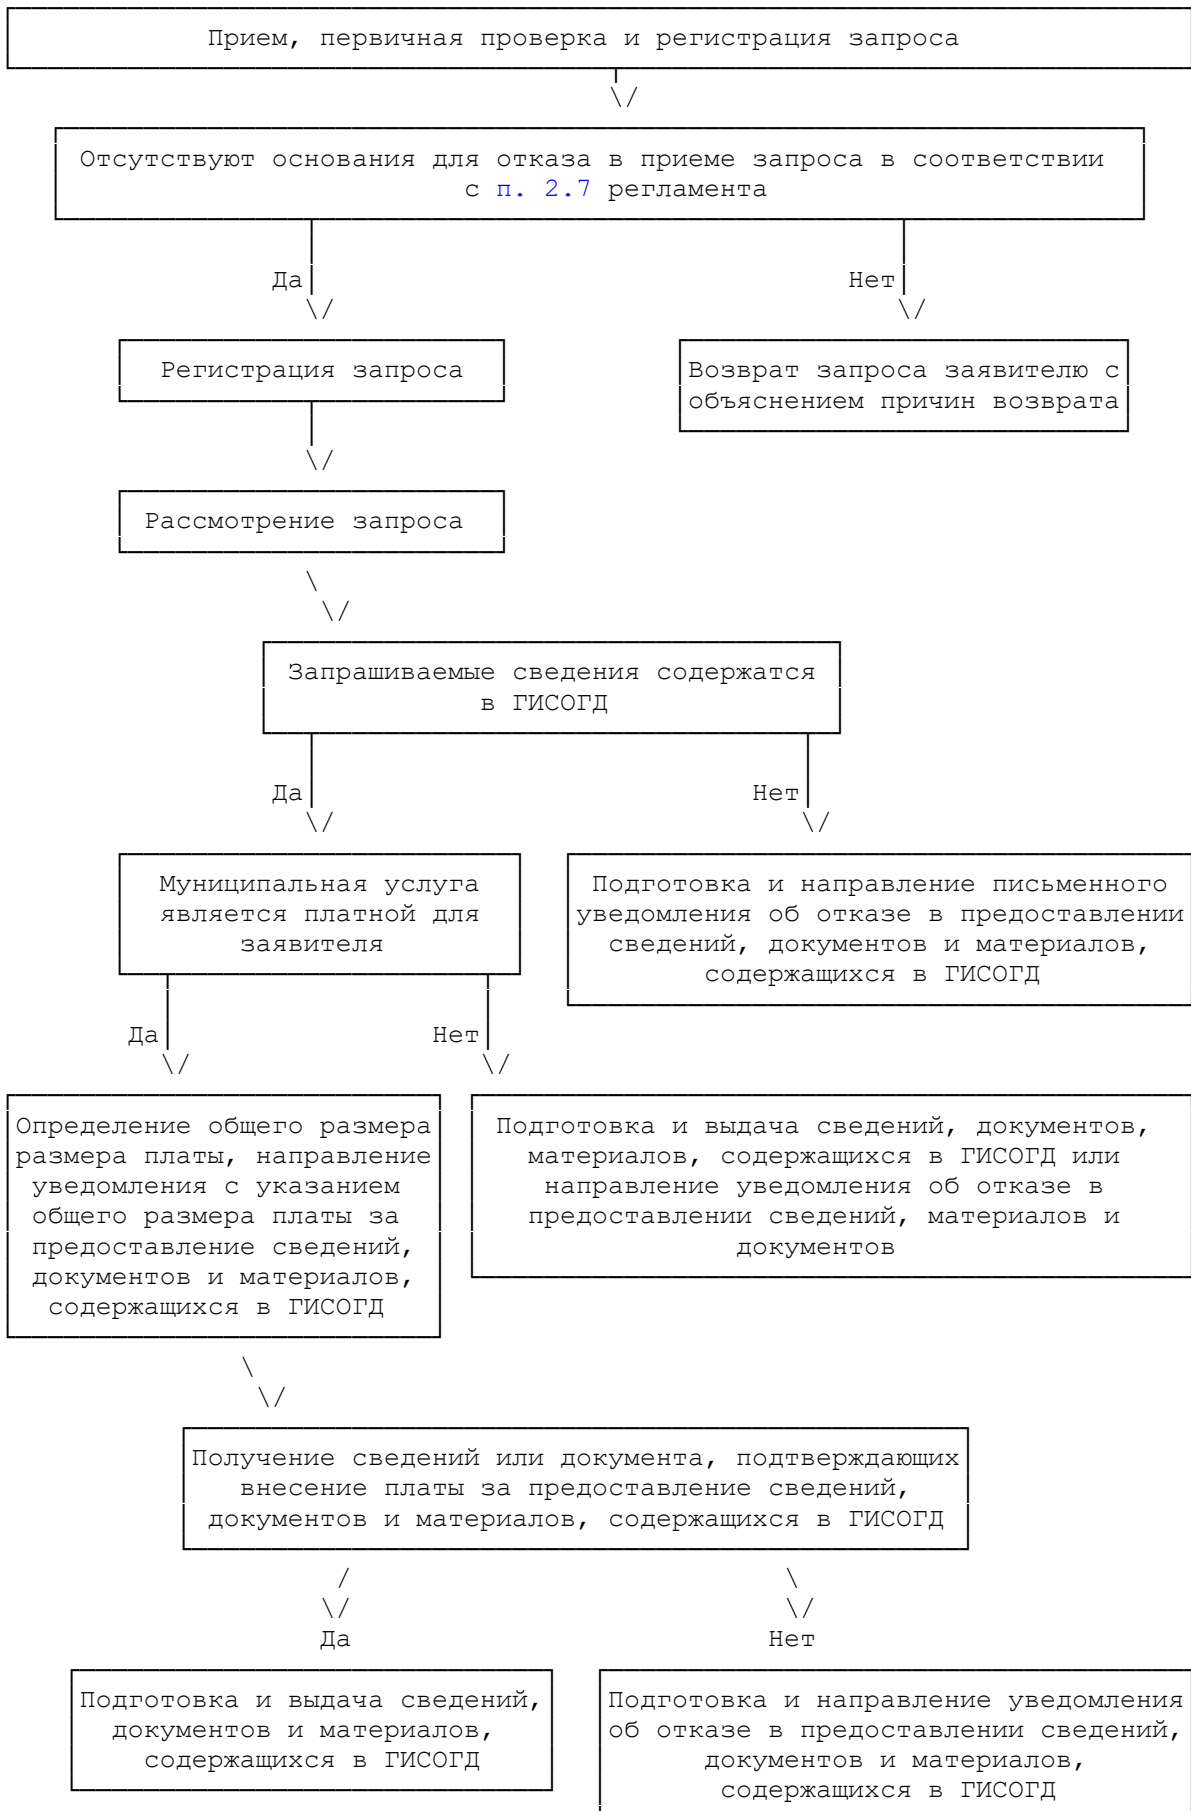 Прием, первичная проверка и регистрация запроса
Отсутствуют основания для отказа в приеме запроса в соответствии
с п. 2.7 регламента
Да
Нет
Регистрация запроса
Возврат запроса заявителю с
объяснением причин возврата
Рассмотрение запроса
Запрашиваемые сведения содержатся
в ГИСОГД
Да
Нет
Муниципальная услуга
является платной для
заявителя
Подготовка и направление письменного
уведомления об отказе в предоставлении
сведений, документов и материалов,
содержащихся в ГИСОГД
Да
Нет
Определение общего размера
размера платы, направление
уведомления с указанием
общего размера платы за
предоставление сведений,
документов и материалов,
содержащихся в ГИСОГД
Подготовка и выдача сведений, документов,
материалов, содержащихся в ГИСОГД или
направление уведомления об отказе в
предоставлении сведений, материалов и
документов
Получение сведений или документа, подтверждающих
внесение платы за предоставление сведений,
документов и материалов, содержащихся в ГИСОГД
Да
Нет
Подготовка и выдача сведений,
документов и материалов,
содержащихся в ГИСОГД
Подготовка и направление уведомления
об отказе в предоставлении сведений,
документов и материалов,
содержащихся в ГИСОГД